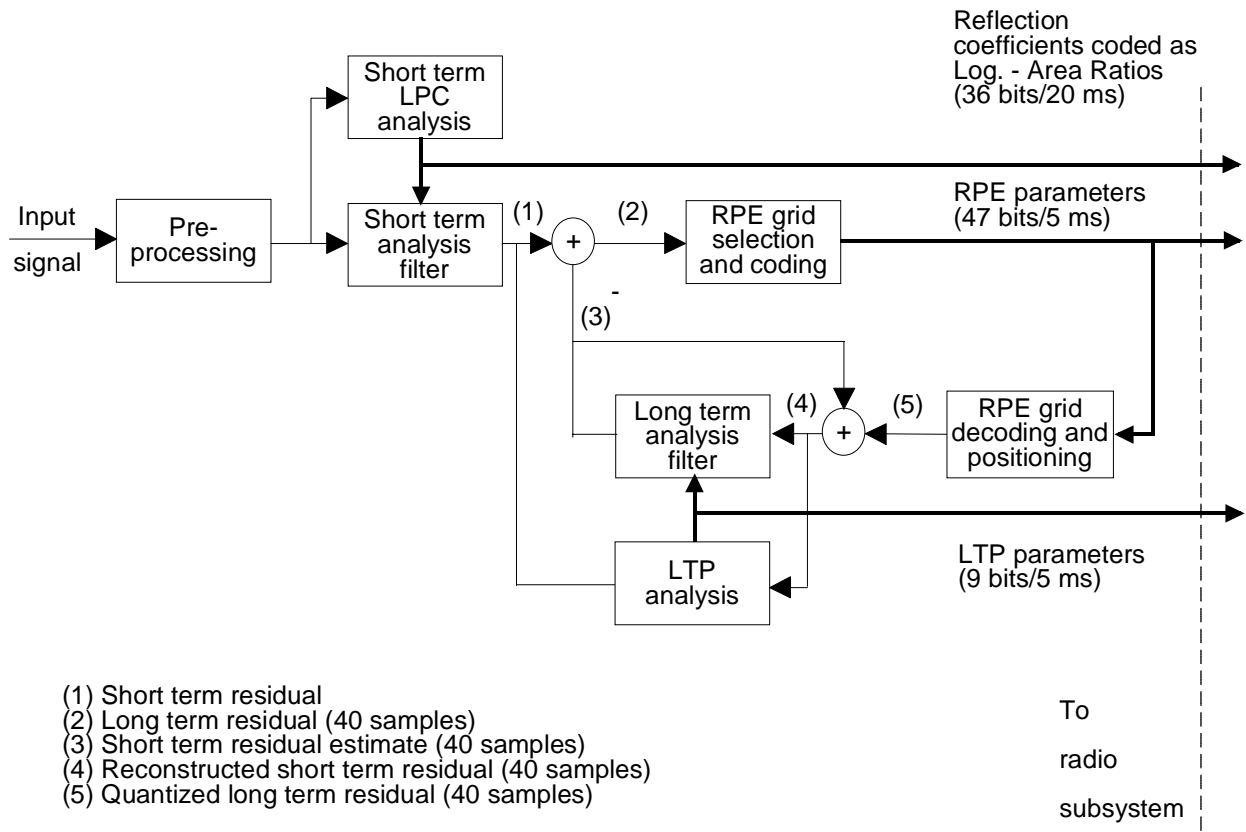 Reflection
coefficients coded as
Log. - Area Ratios
(36 bits/20 ms)
Short term
LPC
analysis
Input
signal
Pre-
processing
Short term
analysis
filter
(1)
+
(2)
RPE grid
selection
and coding
RPE parameters
(47 bits/5 ms)
-
(3)
Long term
analysis
filter
(4)
+
(5)
RPE grid
decoding and
positioning
LTP
analysis
LTP parameters
(9 bits/5 ms)
(1) Short term residual
(2) Long term residual (40 samples)
(3) Short term residual estimate (40 samples)
(4) Reconstructed short term residual (40 samples)
(5) Quantized long term residual (40 samples)
To
radio
subsystem